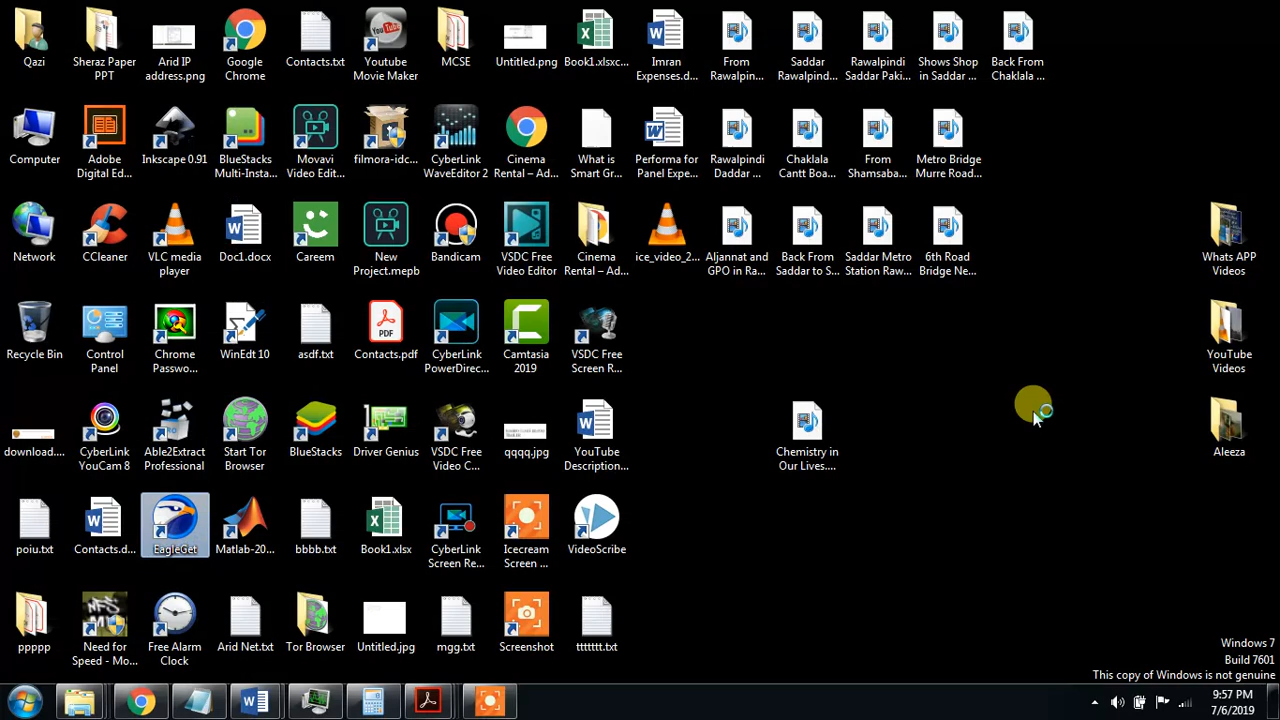 Qazi
Sheraz Paper
PPT
Arid IP
address.png
Google
Chrome
Contacts.txt
Youtube
Movie Maker
MCSE
Untitled.png
Book1.xlsxc...
Imran
Expenses.d...
From
Rawalpin...
Saddar
Rawalpind...
Rawalpindi
Saddar Paki...
Shows Shop
in Saddar ...
Back From
Chaklala ...
Computer
Adobe
Digital Ed...
Inkscape 0.91
BlueStacks
Multi-Insta...
Movavi
Video Edit...
filmora-idc...
CyberLink
WaveEditor 2
Cinema
Rental – Ad...
What is
Smart Gr...
Performa for
Panel Expe...
Rawalpindi
Daddar ...
Chaklala
Cantt Boa...
From
Shamsaba...
Metro Bridge
Murre Road...
Network
CCleaner
VLC media
player
Doc1.docx
Careem
New
Project.mepb
Bandicam
VSDC Free
Video Editor
Cinema
Rental – Ad...
ice_video_2...
Aljannat and
GPO in Ra...
Back From
Saddar to S...
Saddar Metro
Station Raw...
6th Road
Bridge Ne...
Whats APP
Videos
Recycle Bin
Control
Panel
Chrome
Passwo...
WinEdt 10
asdf.txt
PDF
Contacts.pdf
CyberLink
PowerDirec...
Camtasia
2019
VSDC Free
Screen R...
YouTube
Videos
download....
CyberLink
YouCam 8
Able2Extract
Professional
Start Tor
Browser
BlueStacks
Driver Genius
VSDC Free
Video C...
qqqq.jpg
YouTube
Description...
Chemistry in
Our Lives....
Aleeza
poiu.txt
Contacts.d...
EagleGet
Matlab-20...
bbbb.txt
Book1.xlsx
CyberLink
Screen Re...
Icecream
Screen ...
VideoScribe
ppppp
Need for
Speed - Mo...
Free Alarm
Clock
Arid Net.txt
Tor Browser
Untitled.jpg
mgg.txt
Screenshot
ttttttt.txt
Windows 7
Build 7601
This copy of Windows is not genuine
9:57 PM
7/6/2019